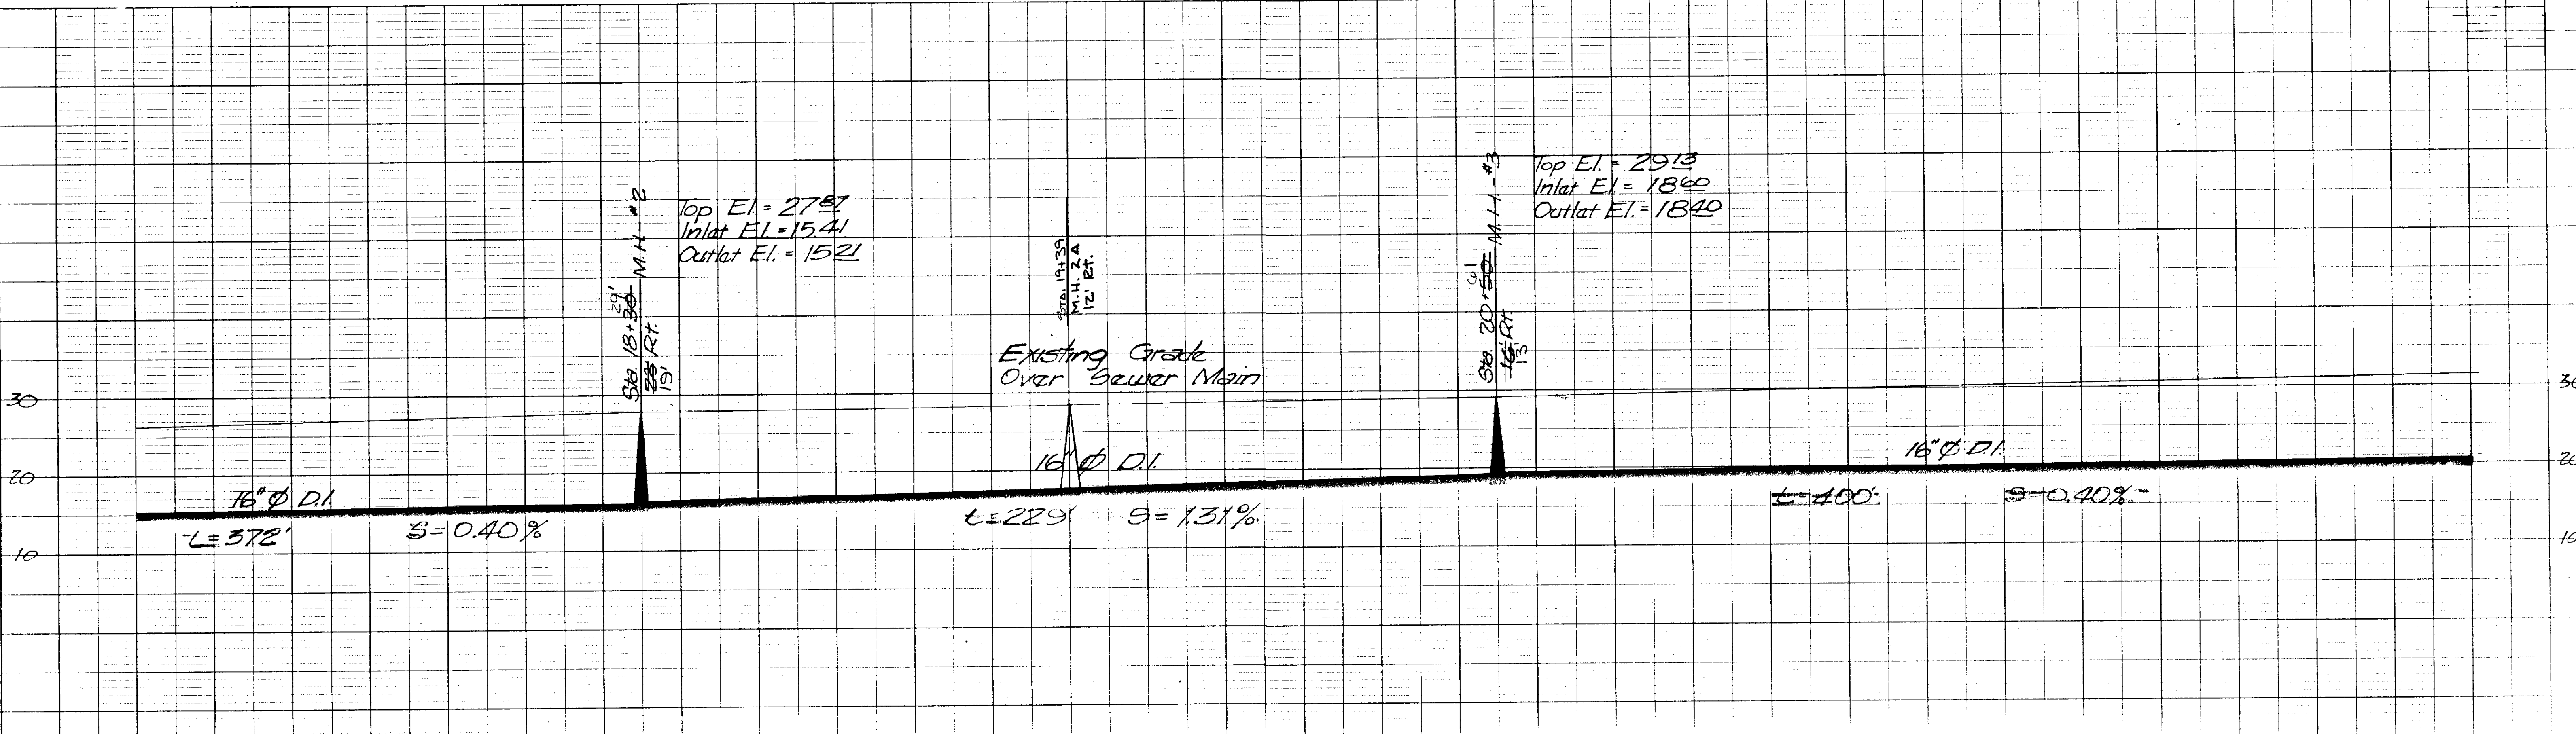 Top El. = 29 13
Inlet El. = 18 60
Outlet El. = 18 40
Top El. = 27 87
Inlet El. = 15.41
Outlet El. = 15 21
Sta. 18+30 M.H. #2
29'
23' Rt.
19'
Sta. 19+39
M.H. 2A
12' Rt.
Sta. 20+50 M.H. #3
61
16' Rt.
13'
Existing Grade
Over Sewer Main
30
30
20
20
10
10
16" Ø D.I.
16" Ø D.I.
16" Ø D.I.
L=372'
S=0.40%
L=229'
S=1.31%
L=400'
S=0.40%